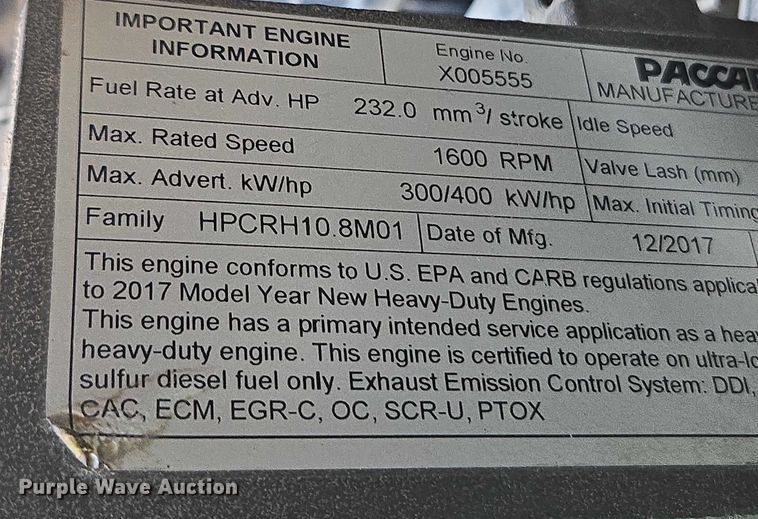 IMPORTANT ENGINE
INFORMATION
Engine No.
X005555
PACCA
MANUFACTURE
Fuel Rate at Adv. HP 232.0 mm³/ stroke
Idle Speed
Max. Rated Speed 1600 RPM
Valve Lash (mm)
Max. Advert. kW/hp 300/400 kW/hp
Max. Initial Timing
Family HPCRH10.8M01
Date of Mfg. 12/2017
This engine conforms to U.S. EPA and CARB regulations applica
to 2017 Model Year New Heavy-Duty Engines.
This engine has a primary intended service application as a hea
heavy-duty engine. This engine is certified to operate on ultra-lo
sulfur diesel fuel only. Exhaust Emission Control System: DDI,
CAC, ECM, EGR-C, OC, SCR-U, PTOX
Purple Wave Auction